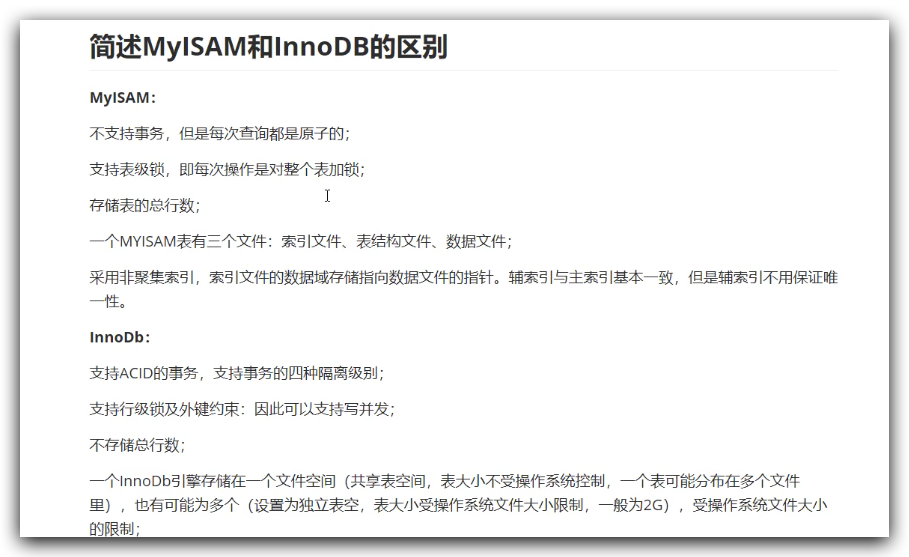 简述MyISAM和InnoDB的区别
MyISAM：
不支持事务，但是每次查询都是原子的；
支持表级锁，即每次操作是对整个表加锁；
存储表的总行数；
一个MYISAM表有三个文件：索引文件、表结构文件、数据文件；
采用非聚集索引，索引文件的数据域存储指向数据文件的指针。辅索引与主索引基本一致，但是辅索引不用保证唯
一性。
InnoDb：
支持ACID的事务，支持事务的四种隔离级别；
支持行级锁及外键约束：因此可以支持写并发；
不存储总行数；
一个InnoDb引擎存储在一个文件空间（共享表空间，表大小不受操作系统控制，一个表可能分布在多个文件
里），也有可能为多个（设置为独立表空，表大小受操作系统文件大小限制，一般为2G），受操作系统文件大小
的限制；